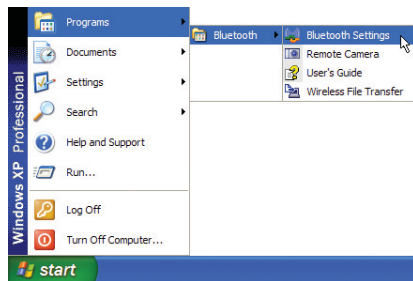 Programs
Documents
Settings
Search
Help and Support
Run...
Log Off
Turn Off Computer...
Windows XP Professional
start
Bluetooth
Bluetooth Settings
Remote Camera
User's Guide
Wireless File Transfer